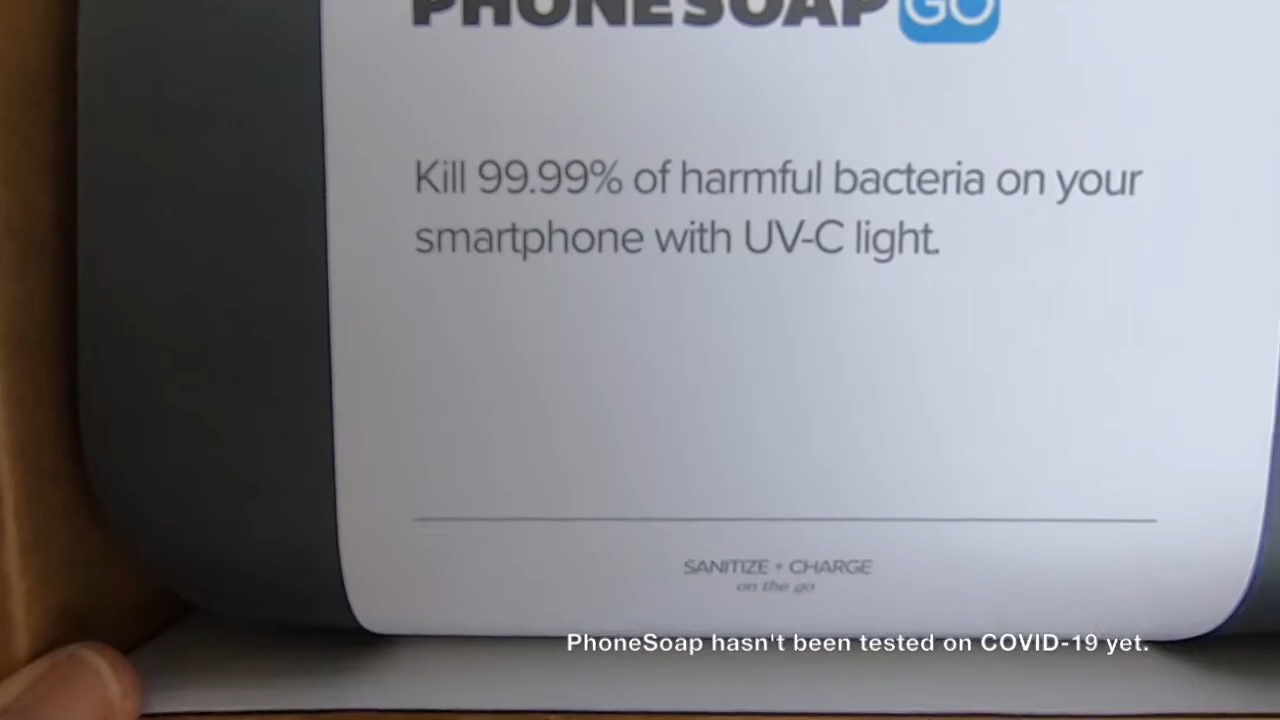 PHONESOAP GO
Kill 99.99% of harmful bacteria on your
smartphone with UV-C light.
SANITIZE + CHARGE
on the go
PhoneSoap hasn't been tested on COVID-19 yet.